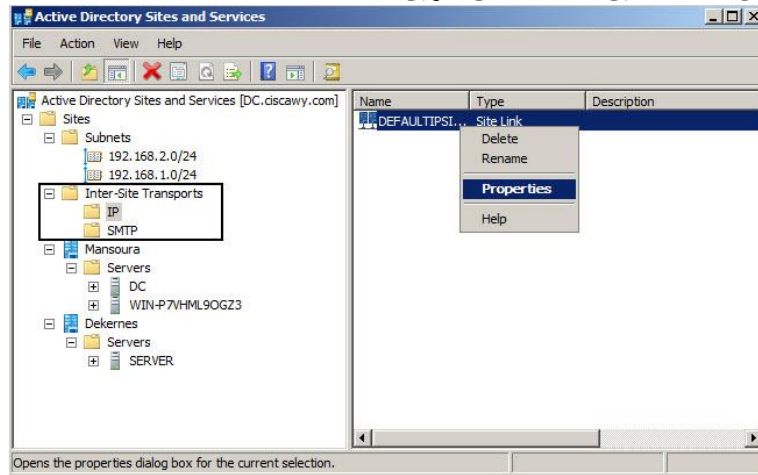 Active Directory Sites and Services
File Action View Help
Active Directory Sites and Services [DC.ciscawy.com]
Sites
Subnets
192.168.2.0/24
192.168.1.0/24
Inter-Site Transports
IP
SMTP
Mansoura
Servers
DC
WIN-P7VHML9OGZ3
Dekernes
Servers
SERVER
Name Type Description
DEFAULTIPSI... Site Link
Delete
Rename
Properties
Help
Opens the properties dialog box for the current selection.